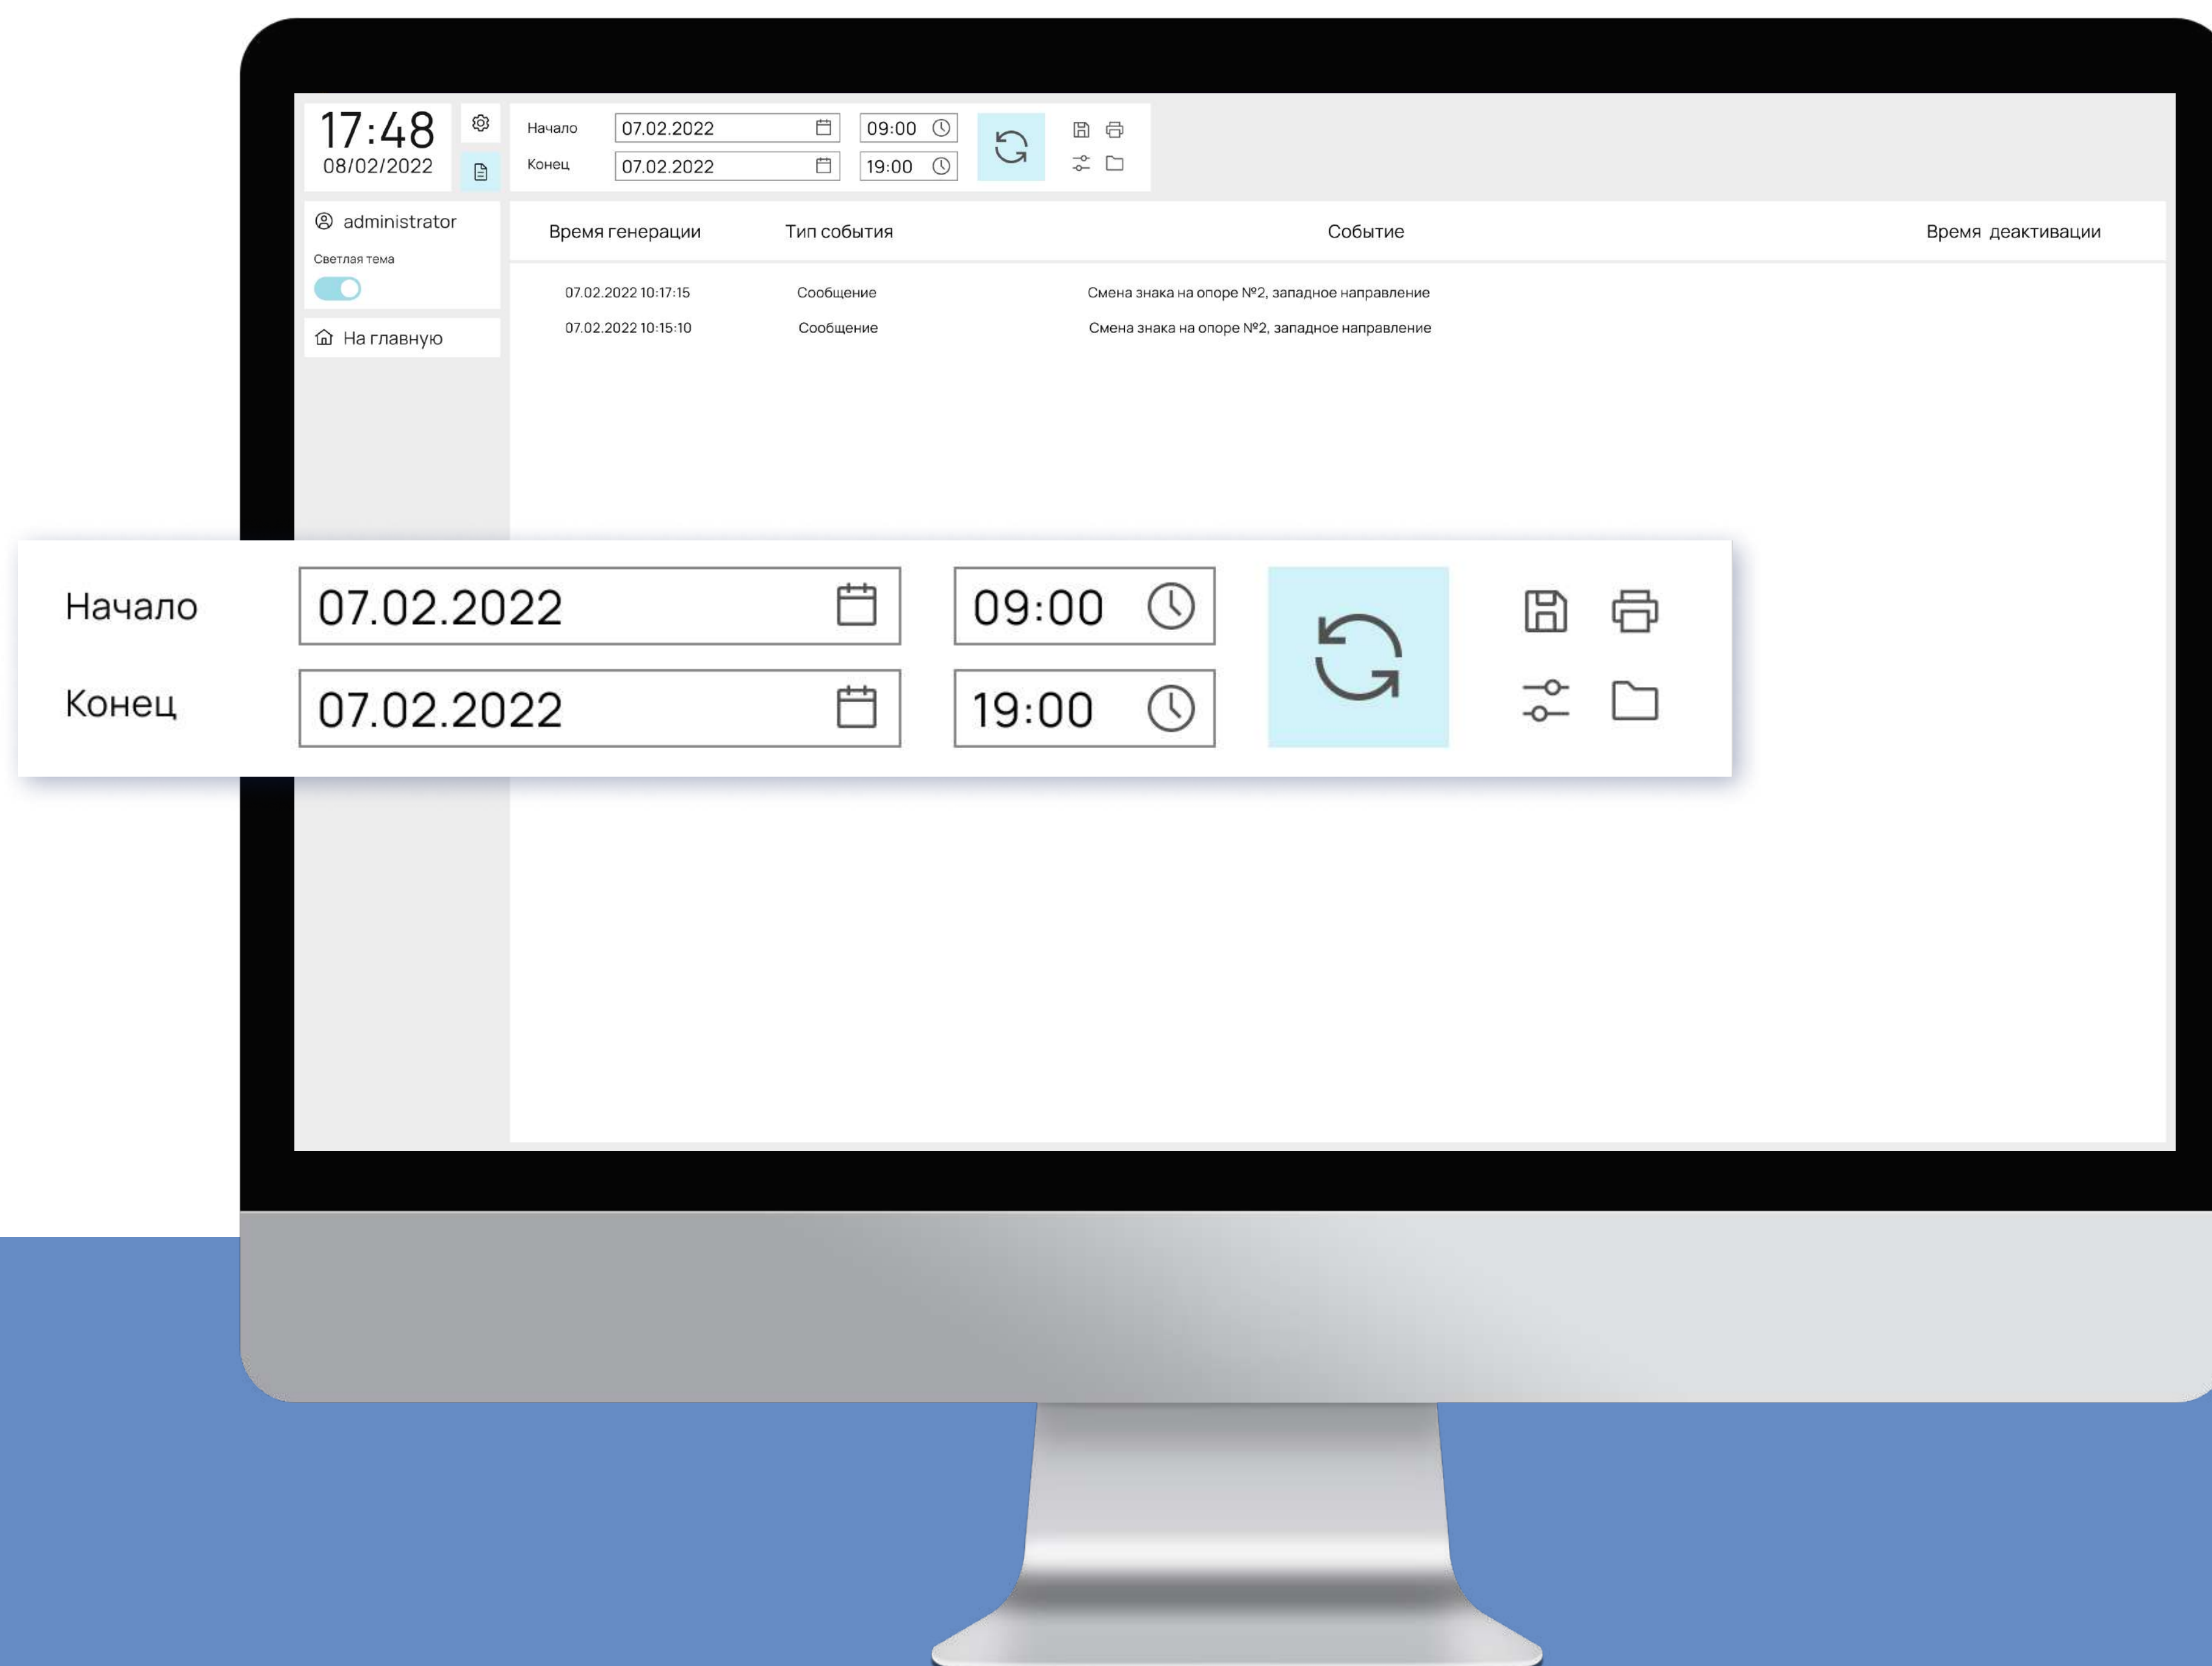 17:48
08/02/2022
Начало 07.02.2022 09:00
Конец 07.02.2022 19:00
administrator
Светлая тема
На главную
Время генерации Тип события Событие Время деактивации
07.02.2022 10:17:15 Сообщение Смена знака на опоре №2, западное направление
07.02.2022 10:15:10 Сообщение Смена знака на опоре №2, западное направление
Начало 07.02.2022 09:00
Конец 07.02.2022 19:00